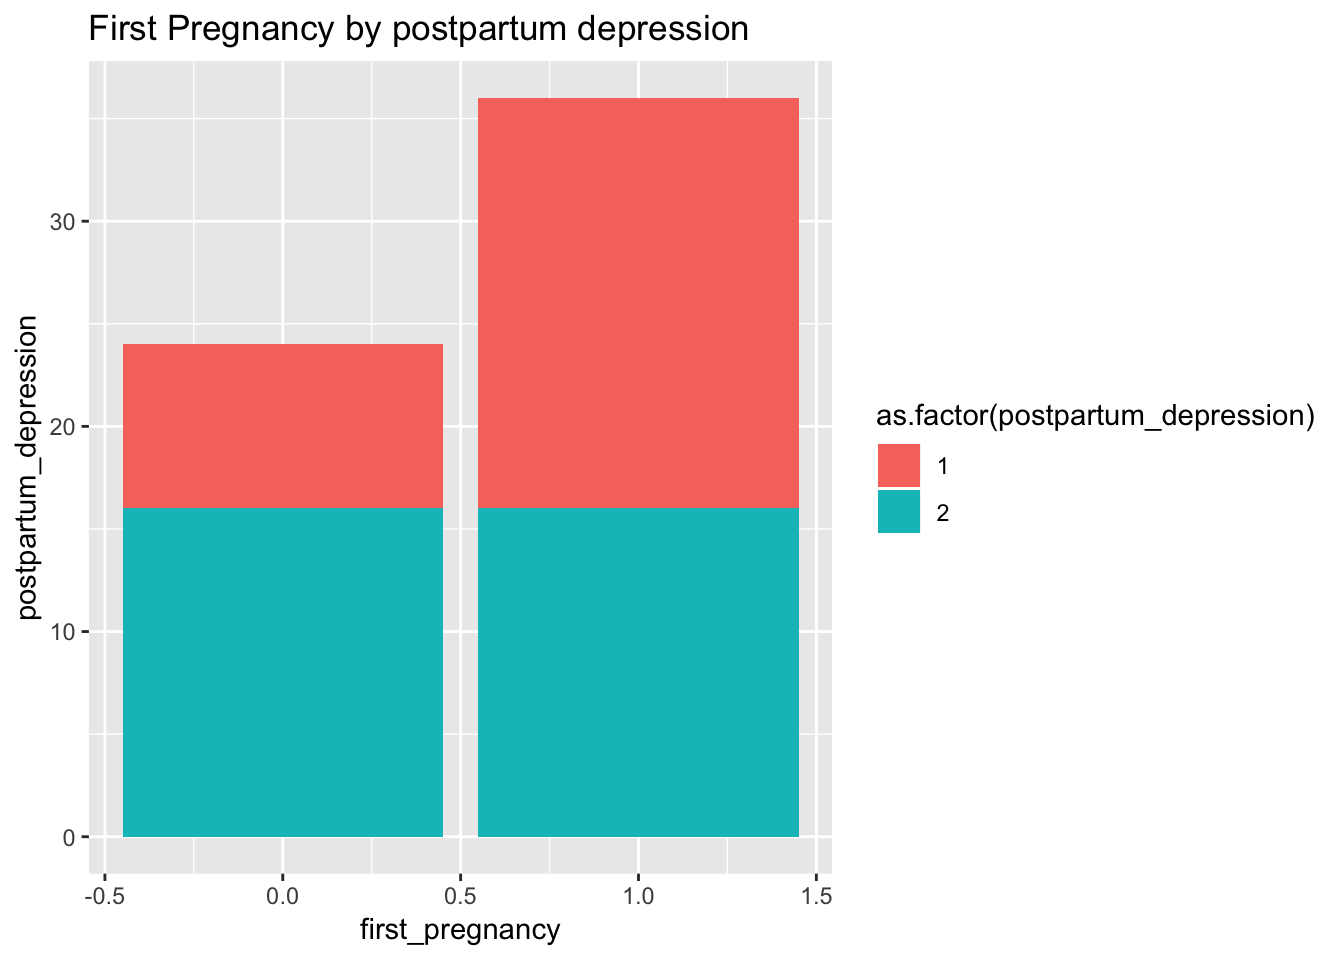 First Pregnancy by postpartum depression
postpartum_depression
30
20
10
0
-0.5
0.0
0.5
1.0
1.5
first_pregnancy
as.factor(postpartum_depression)
1
2